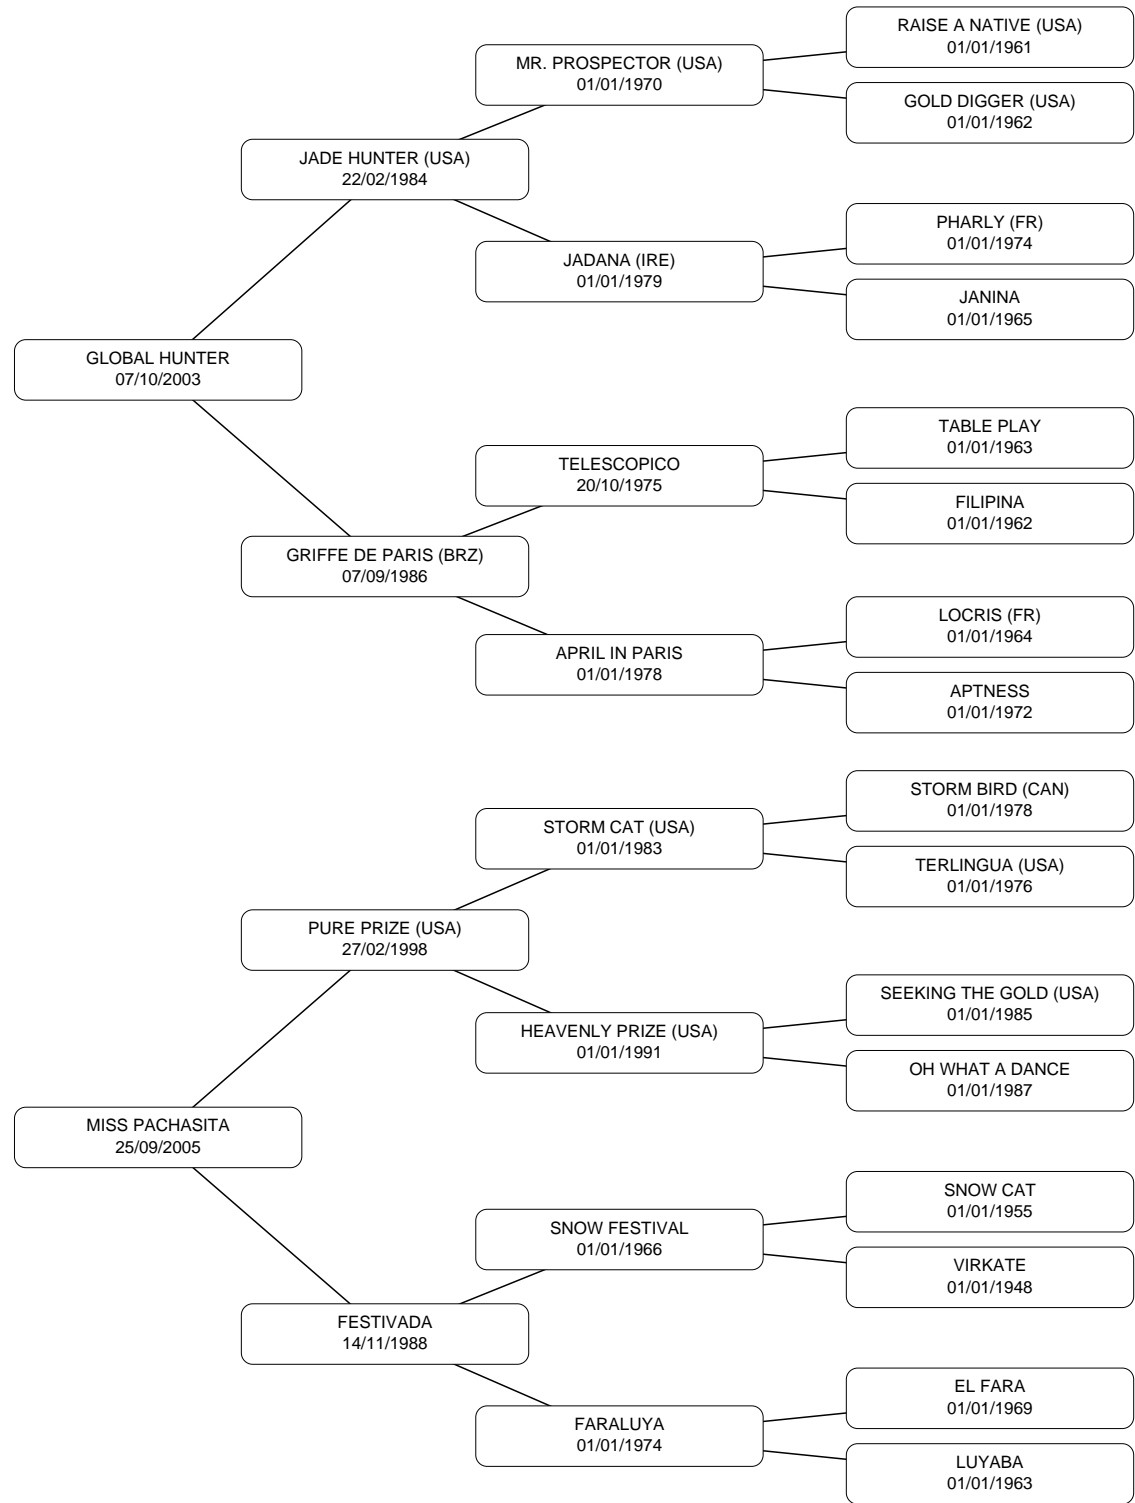 RAISE A NATIVE (USA)
01/01/1961
MR. PROSPECTOR (USA)
01/01/1970
GOLD DIGGER (USA)
01/01/1962
JADE HUNTER (USA)
22/02/1984
PHARLY (FR)
01/01/1974
JADANA (IRE)
01/01/1979
JANINA
01/01/1965
GLOBAL HUNTER
07/10/2003
TABLE PLAY
01/01/1963
TELESCOPICO
20/10/1975
FILIPINA
01/01/1962
GRIFFE DE PARIS (BRZ)
07/09/1986
LOCRIS (FR)
01/01/1964
APRIL IN PARIS
01/01/1978
APTNESS
01/01/1972
STORM BIRD (CAN)
01/01/1978
STORM CAT (USA)
01/01/1983
TERLINGUA (USA)
01/01/1976
PURE PRIZE (USA)
27/02/1998
SEEKING THE GOLD (USA)
01/01/1985
HEAVENLY PRIZE (USA)
01/01/1991
OH WHAT A DANCE
01/01/1987
MISS PACHASITA
25/09/2005
SNOW CAT
01/01/1955
SNOW FESTIVAL
01/01/1966
VIRKATE
01/01/1948
FESTIVADA
14/11/1988
EL FARA
01/01/1969
FARALUYA
01/01/1974
LUYABA
01/01/1963